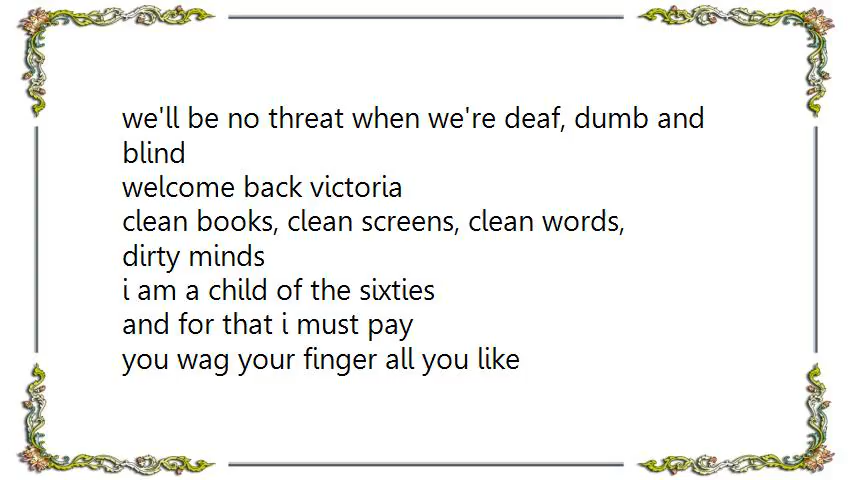 we'll be no threat when we're deaf, dumb and
blind
welcome back victoria
clean books, clean screens, clean words,
dirty minds
i am a child of the sixties
and for that i must pay
you wag your finger all you like